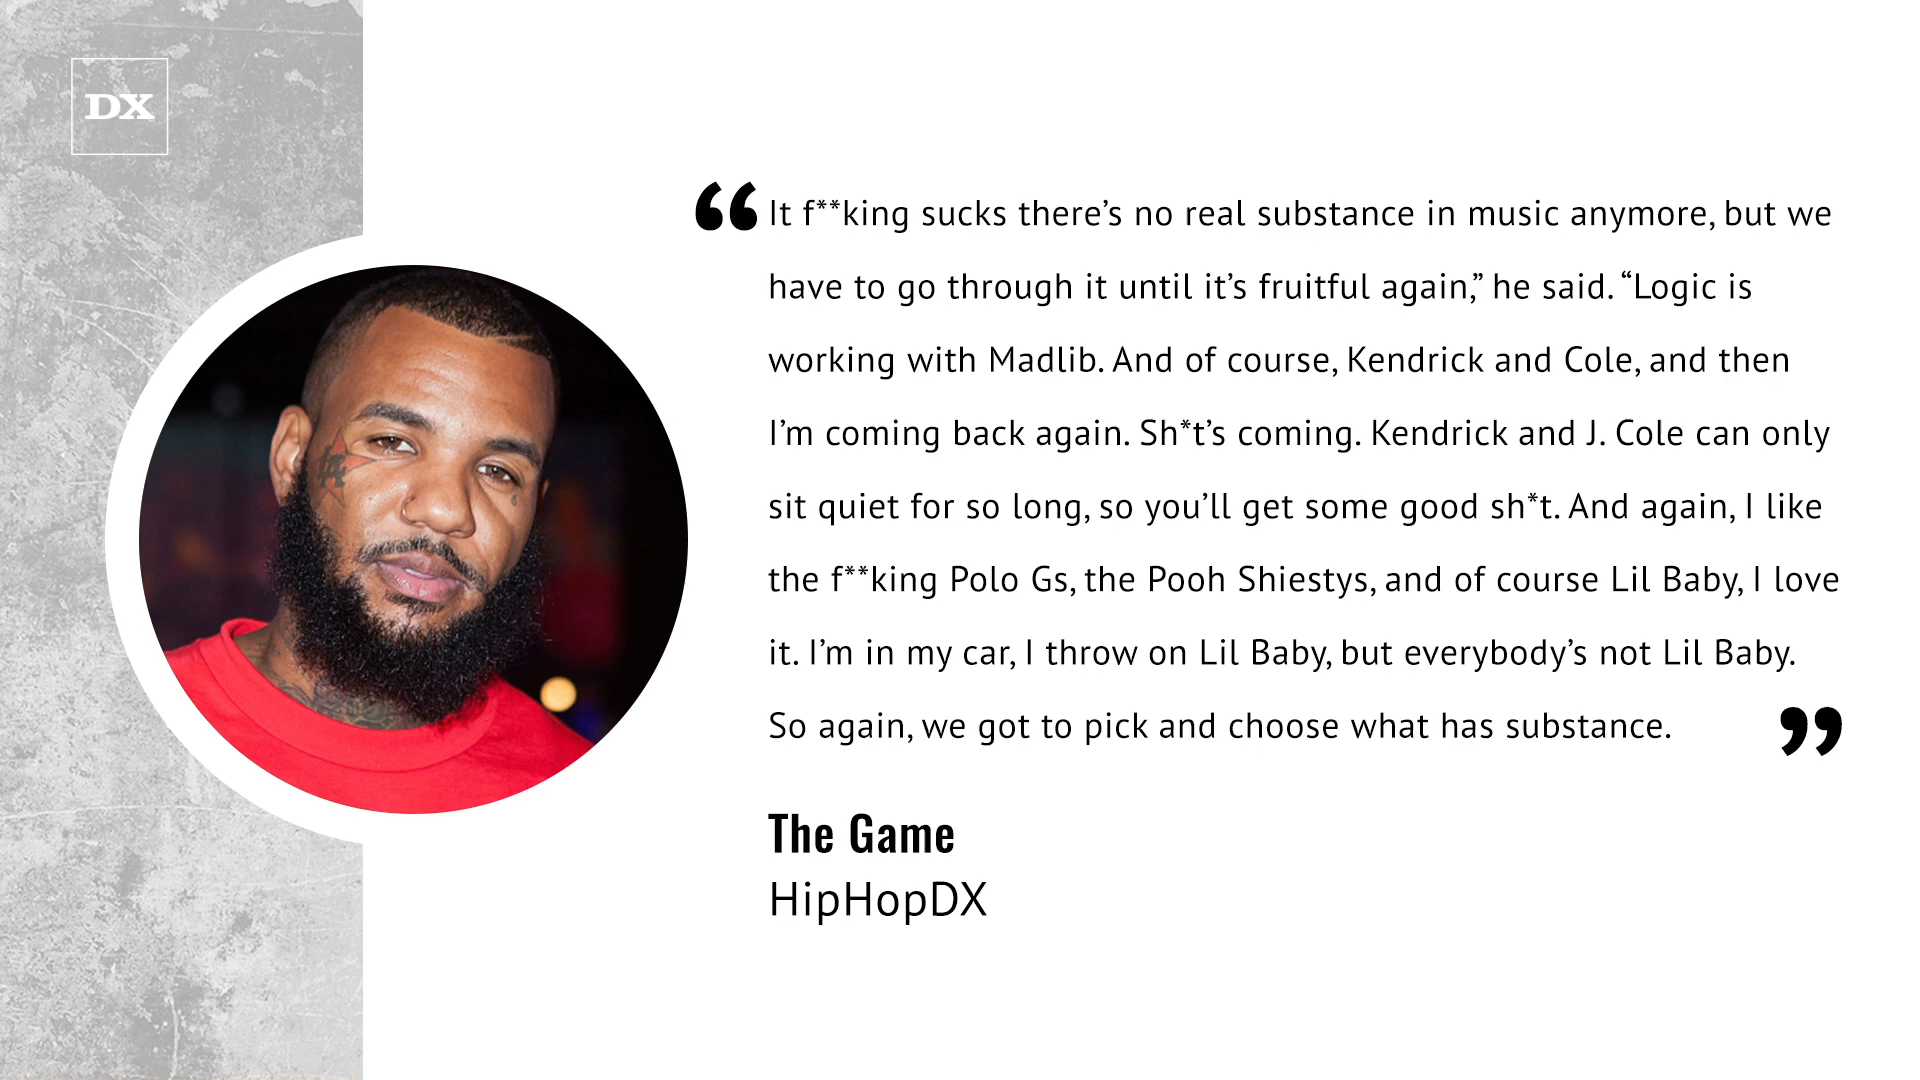 DX
“It f**king sucks there’s no real substance in music anymore, but we
have to go through it until it’s fruitful again,” he said. “Logic is
working with Madlib. And of course, Kendrick and Cole, and then
I’m coming back again. Sh*t’s coming. Kendrick and J. Cole can only
sit quiet for so long, so you’ll get some good sh*t. And again, I like
the f**king Polo Gs, the Pooh Shiestys, and of course Lil Baby, I love
it. I’m in my car, I throw on Lil Baby, but everybody’s not Lil Baby.
So again, we got to pick and choose what has substance.”
The Game
HipHopDX